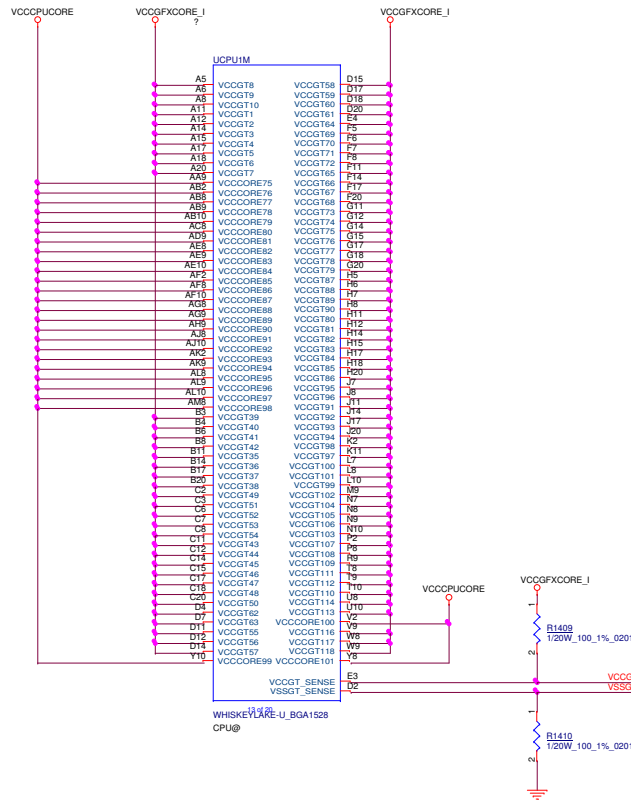 VCCCPUCORE VCCGFXCORE_I VCCGFXCORE_I
?
UCPU1M
A5 VCCGT8 VCCGT58 D15
A6 VCCGT9 VCCGT59 D17
A8 VCCGT10 VCCGT60 D18
A11 VCCGT1 VCCGT61 D20
A12 VCCGT2 VCCGT64 E4
A14 VCCGT3 VCCGT69 F5
A15 VCCGT4 VCCGT70 F6
A17 VCCGT5 VCCGT71 F7
A18 VCCGT6 VCCGT72 F8
A20 VCCGT7 VCCGT65 F11
AA9 VCCCORE75 VCCGT66 F14
AB2 VCCCORE76 VCCGT67 F17
AB8 VCCCORE77 VCCGT68 F20
AB9 VCCCORE78 VCCGT73 G11
AB10 VCCCORE79 VCCGT74 G12
AC8 VCCCORE80 VCCGT75 G14
AD9 VCCCORE81 VCCGT76 G15
AE8 VCCCORE82 VCCGT77 G17
AE9 VCCCORE83 VCCGT78 G18
AE10 VCCCORE84 VCCGT79 G20
AF2 VCCCORE85 VCCGT87 H5
AF8 VCCCORE86 VCCGT88 H6
AF10 VCCCORE87 VCCGT89 H7
AG8 VCCCORE88 VCCGT90 H8
AG9 VCCCORE89 VCCGT80 H11
AH9 VCCCORE90 VCCGT81 H12
AJ8 VCCCORE91 VCCGT82 H14
AJ10 VCCCORE92 VCCGT83 H15
AK2 VCCCORE93 VCCGT84 H17
AK9 VCCCORE94 VCCGT85 H18
AL8 VCCCORE95 VCCGT86 H20
AL9 VCCCORE96 VCCGT95 J7
AL10 VCCCORE97 VCCGT96 J8
AM8 VCCCORE98 VCCGT91 J11
B3 VCCGT39 VCCGT92 J14
B4 VCCGT40 VCCGT93 J17
B6 VCCGT41 VCCGT94 J20
B8 VCCGT42 VCCGT98 K2
B11 VCCGT35 VCCGT97 K11
B14 VCCGT36 VCCGT100 L7
B17 VCCGT37 VCCGT101 L8
B20 VCCGT38 VCCGT99 L10
C2 VCCGT49 VCCGT102 M9
C3 VCCGT51 VCCGT104 N7
C6 VCCGT52 VCCGT105 N8
C7 VCCGT53 VCCGT106 N9
C8 VCCGT54 VCCGT103 N10
C11 VCCGT43 VCCGT107 P2
C12 VCCGT44 VCCGT108 P8
C14 VCCGT45 VCCGT109 R9
C15 VCCGT46 VCCGT111 T8
C17 VCCGT47 VCCGT112 T9
C18 VCCGT48 VCCGT110 T10
C20 VCCGT50 VCCGT114 U8
D4 VCCGT62 VCCGT113 U10
D7 VCCGT63 VCCCORE100 V2
D11 VCCGT55 VCCGT116 V9
D12 VCCGT56 VCCGT117 W8
D14 VCCGT57 VCCGT118 W9
Y10 VCCCORE99 VCCCORE101 Y8
VCCGT_SENSE E3
VSSGT_SENSE D2
13 of 20
WHISKEYLAKE-U_BGA1528
CPU@
VCCCPUCORE
VCCGFXCORE_I
1
R1409
1/20W_100_1%_0201
2
VCCG
VSSG
1
R1410
1/20W_100_1%_0201
2